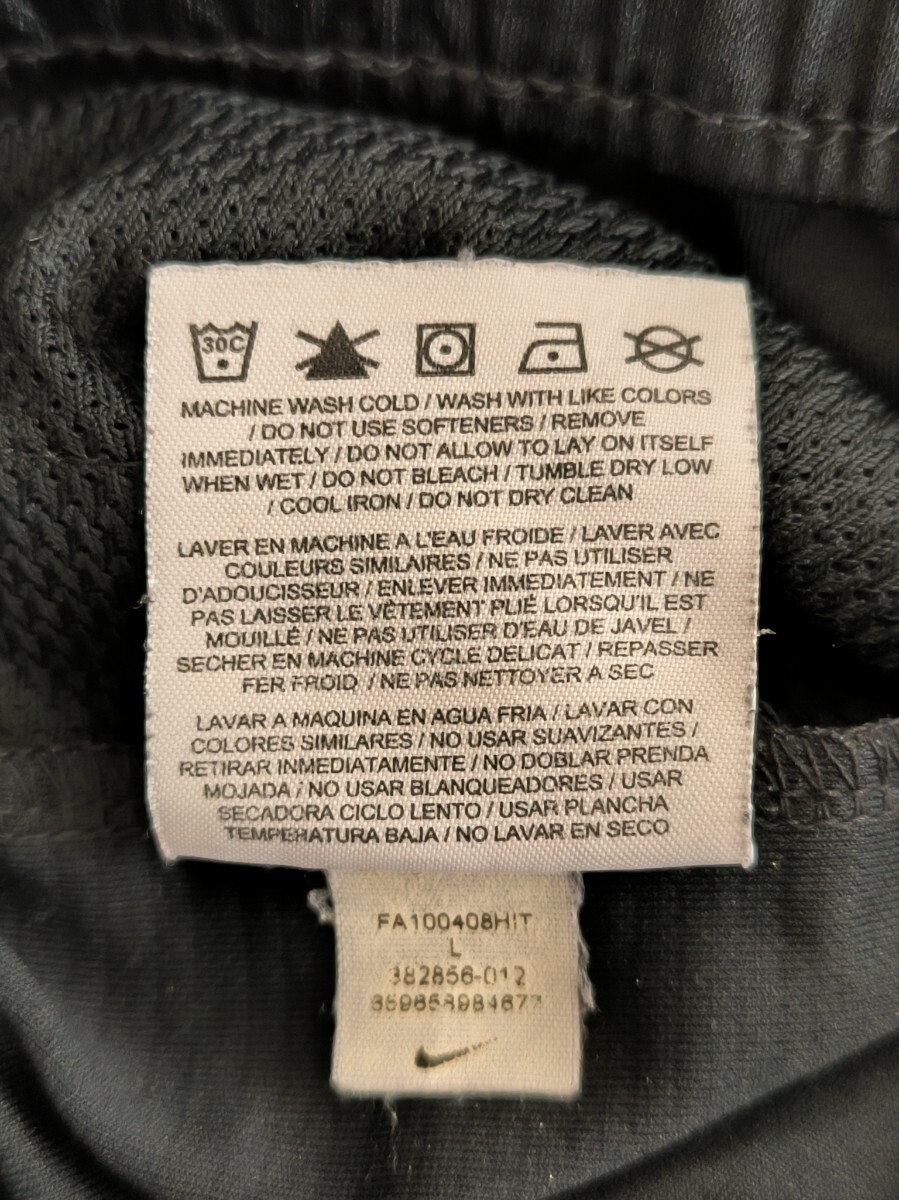 30C
MACHINE WASH COLD / WASH WITH LIKE COLORS
/ DO NOT USE SOFTENERS / REMOVE
IMMEDIATELY / DO NOT ALLOW TO LAY ON ITSELF
WHEN WET / DO NOT BLEACH / TUMBLE DRY LOW
/ COOL IRON / DO NOT DRY CLEAN
LAVER EN MACHINE A L'EAU FROIDE / LAVER AVEC
COULEURS SIMILAIRES / NE PAS UTILISER
D'ADOUCISSEUR / ENLEVER IMMEDIATEMENT / NE
PAS LAISSER LE VÊTEMENT PLIÉ LORSQU'IL EST
MOUILLÉ / NE PAS UTILISER D'EAU DE JAVEL /
SECHER EN MACHINE CYCLE DELICAT / REPASSER
FER FROID / NE PAS NETTOYER A SEC
LAVAR A MAQUINA EN AGUA FRIA / LAVAR CON
COLORES SIMILARES / NO USAR SUAVIZANTES /
RETIRAR INMEDIATAMENTE / NO DOBLAR PRENDA
MOJADA / NO USAR BLANQUEADORES / USAR
SECADORA CICLO LENTO / USAR PLANCHA
TEMPERATURA BAJA / NO LAVAR EN SECO
FA100408HIT
L
382856-012